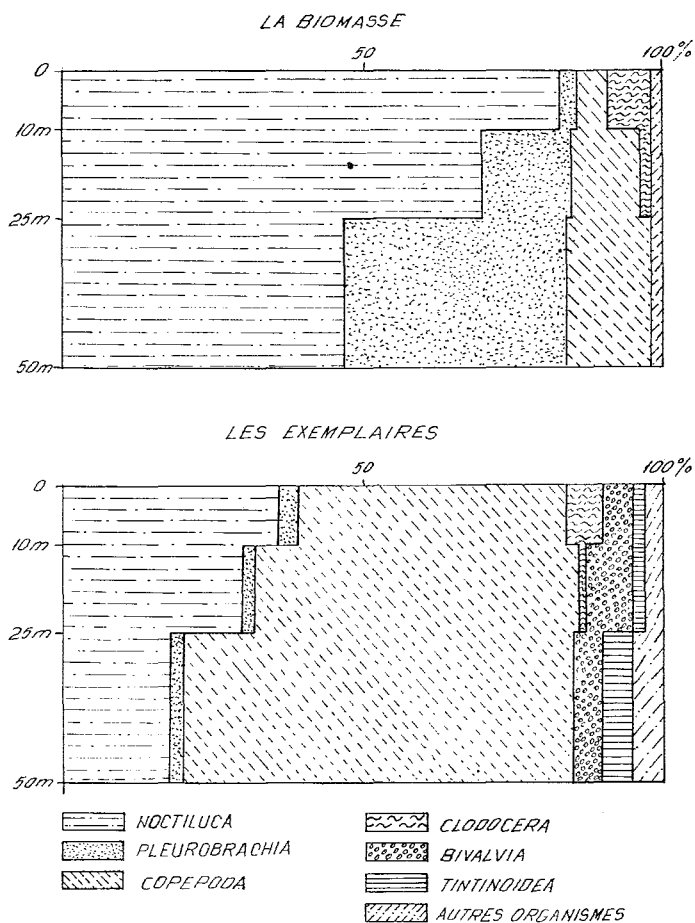 LA BIOMASSE
50 100%
0
10m
25m
50m
LES EXEMPLAIRES
50 100%
0
10m
25m
50m
NOCTILUCA
PLEUROBRACHIA
COPEPODA
CLODOCERA
BIVALVIA
TINTINOIDEA
AUTRES ORGANISMES